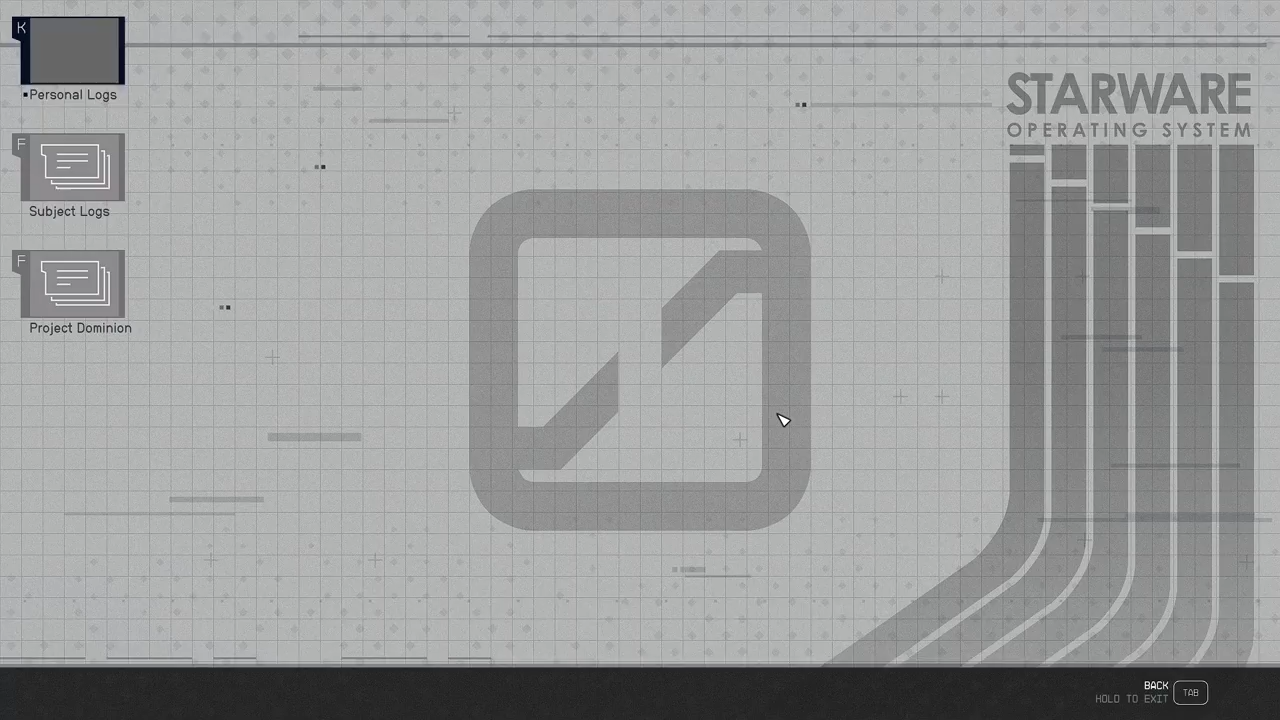 K
Personal Logs
F
Subject Logs
F
Project Dominion
STARWARE
OPERATING SYSTEM
BACK
HOLD TO EXIT
TAB